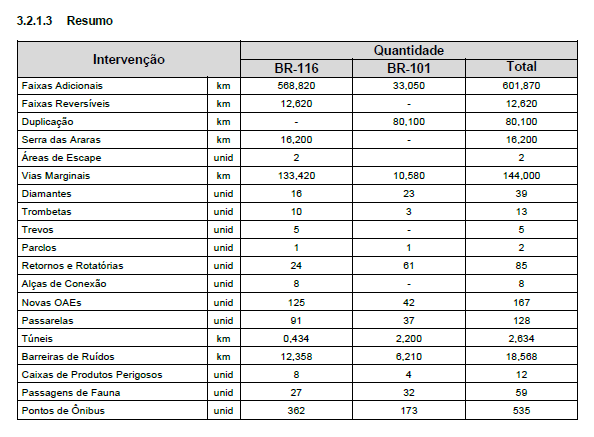 3.2.1.3 Resumo
Intervenção Quantidade
BR-116 BR-101 Total
Faixas Adicionais km 568,820 33,050 601,870
Faixas Reversíveis km 12,620 - 12,620
Duplicação km - 80,100 80,100
Serra das Araras km 16,200 - 16,200
Áreas de Escape unid 2 2
Vias Marginais km 133,420 10,580 144,000
Diamantes unid 16 23 39
Trombetas unid 10 3 13
Trevos unid 5 - 5
Parclos unid 1 1 2
Retornos e Rotatórias unid 24 61 85
Alças de Conexão unid 8 - 8
Novas OAEs unid 125 42 167
Passarelas unid 91 37 128
Túneis km 0,434 2,200 2,634
Barreiras de Ruídos km 12,358 6,210 18,568
Caixas de Produtos Perigosos unid 8 4 12
Passagens de Fauna unid 27 32 59
Pontos de Ônibus unid 362 173 535